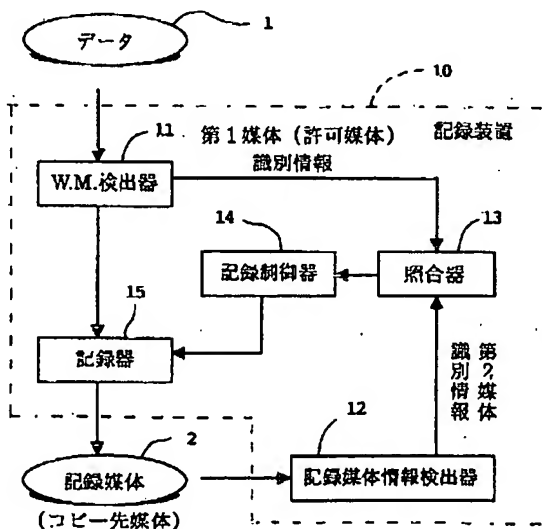 データ
1
10
11
第1媒体（許可媒体）
識別情報
記録装置
W.M.検出器
14
13
記録制御器
照合器
15
記録器
第2媒体
識別情報
2
12
記録媒体
記録媒体情報検出器
(コピー先媒体)